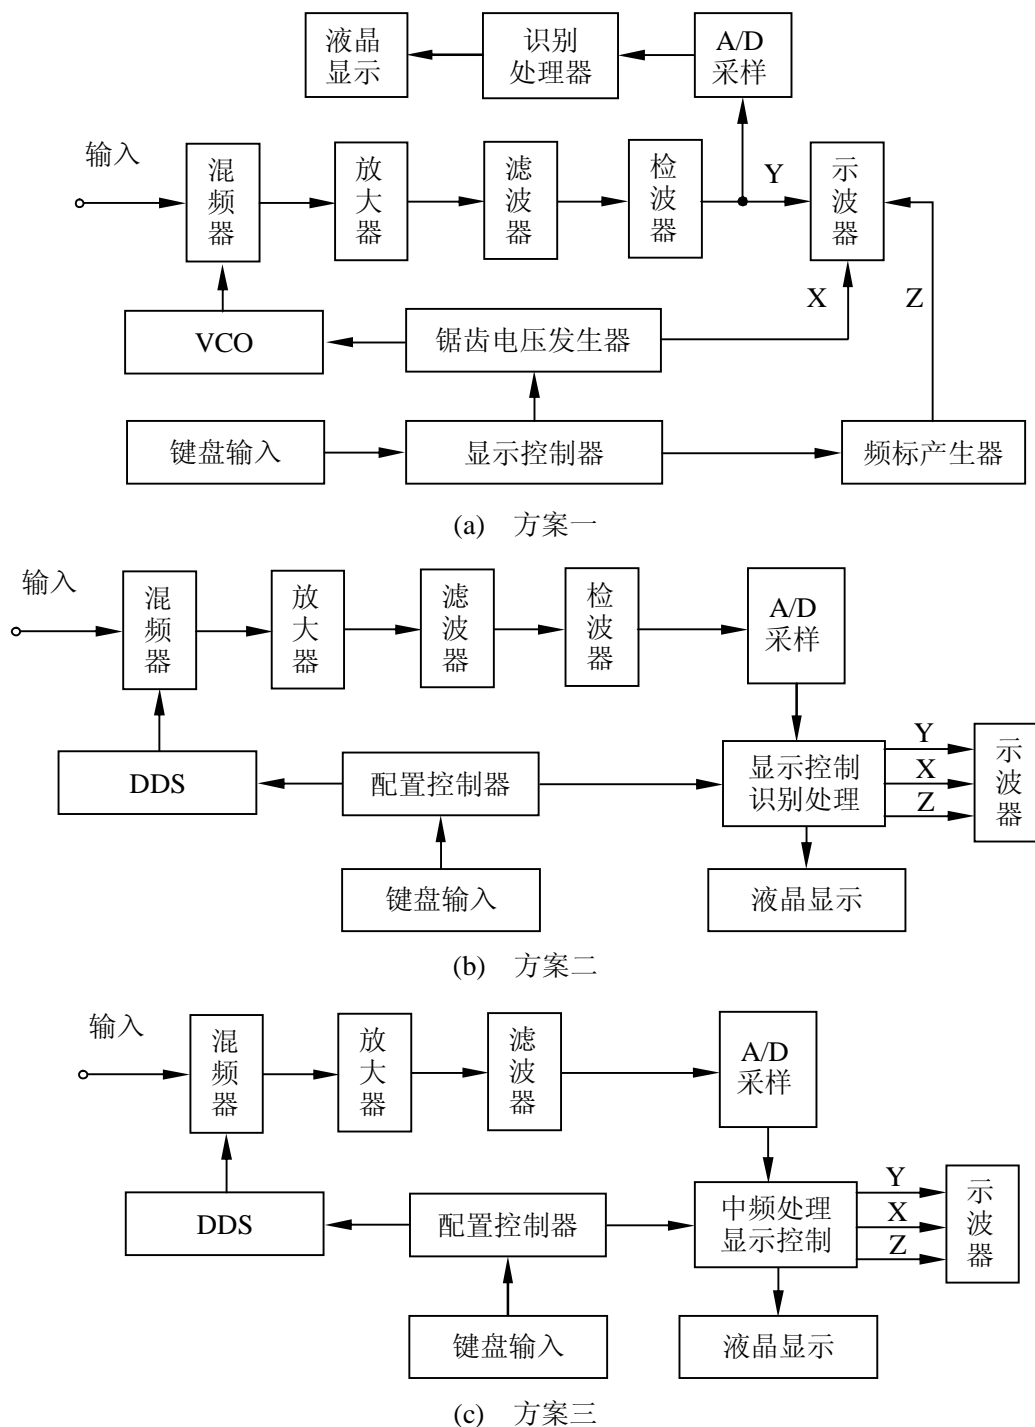 液晶
显示
识别
处理器
A/D
采样
输入
混
频
器
放
大
器
滤
波
器
检
波
器
Y
示
波
器
X
Z
VCO
锯齿电压发生器
键盘输入
显示控制器
频标产生器
(a) 方案一
输入
混
频
器
放
大
器
滤
波
器
检
波
器
A/D
采样
DDS
配置控制器
显示控制
识别处理
Y
X
Z
示
波
器
键盘输入
液晶显示
(b) 方案二
输入
混
频
器
放
大
器
滤
波
器
A/D
采样
DDS
配置控制器
中频处理
显示控制
Y
X
Z
示
波
器
键盘输入
液晶显示
(c) 方案三